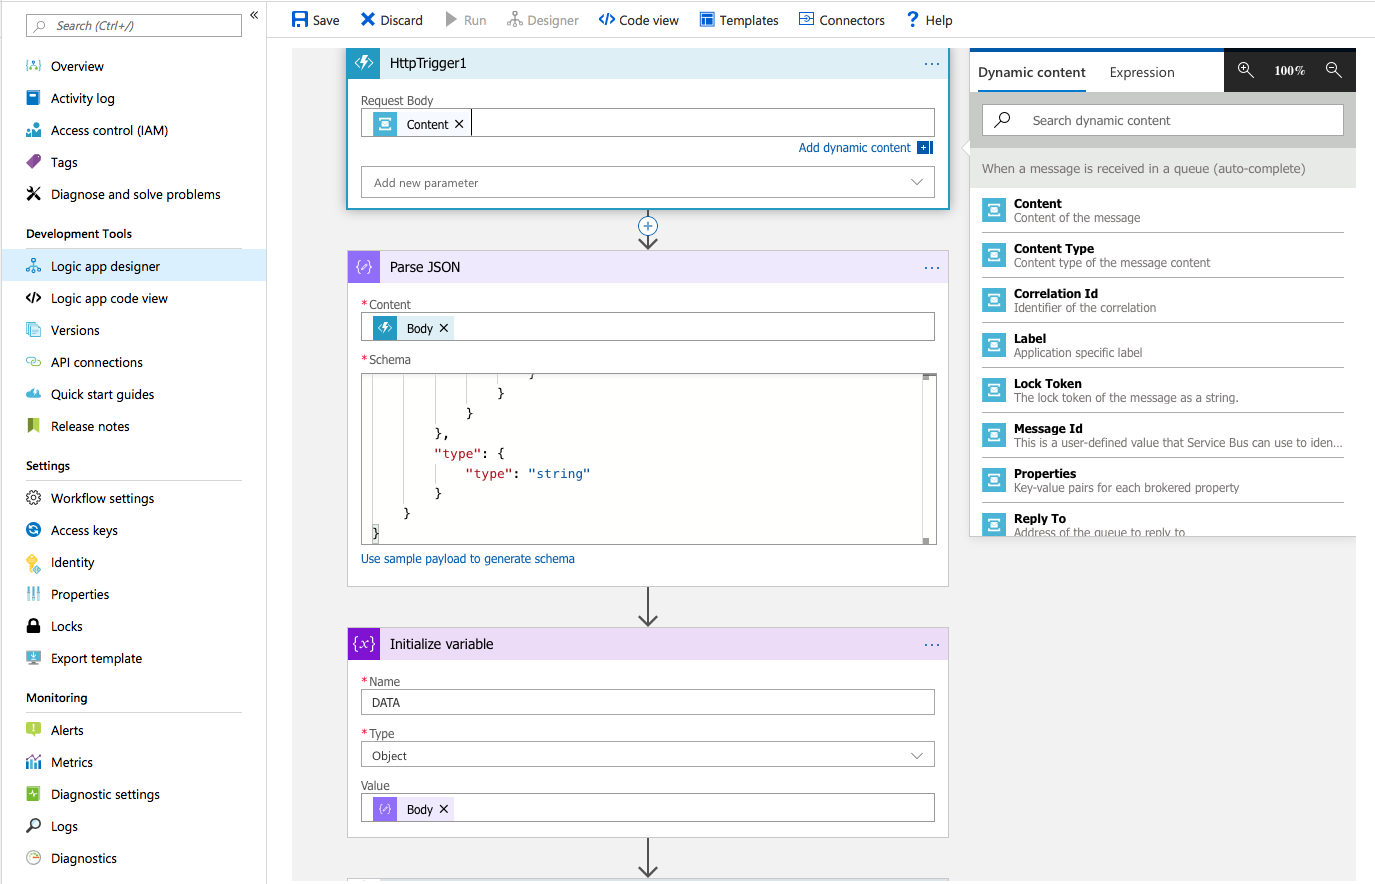 Search (Ctrl+/)
«
Overview
Activity log
Access control (IAM)
Tags
Diagnose and solve problems
Development Tools
Logic app designer
Logic app code view
Versions
API connections
Quick start guides
Release notes
Settings
Workflow settings
Access keys
Identity
Properties
Locks
Export template
Monitoring
Alerts
Metrics
Diagnostic settings
Logs
Diagnostics
Save Discard Run Designer </> Code view Templates Connectors ? Help
HttpTrigger1 ...
Request Body
Content ×
Add dynamic content
Add new parameter
Parse JSON ...
*Content
Body ×
*Schema
}
}
}
},
"type": {
"type": "string"
}
}
}
Use sample payload to generate schema
{x} Initialize variable ...
*Name
DATA
*Type
Object
Value
Body ×
Dynamic content Expression 100%
Search dynamic content
When a message is received in a queue (auto-complete)
Content
Content of the message
Content Type
Content type of the message content
Correlation Id
Identifier of the correlation
Label
Application specific label
Lock Token
The lock token of the message as a string.
Message Id
This is a user-defined value that Service Bus can use to iden...
Properties
Key-value pairs for each brokered property
Reply To
Address of the queue to reply to